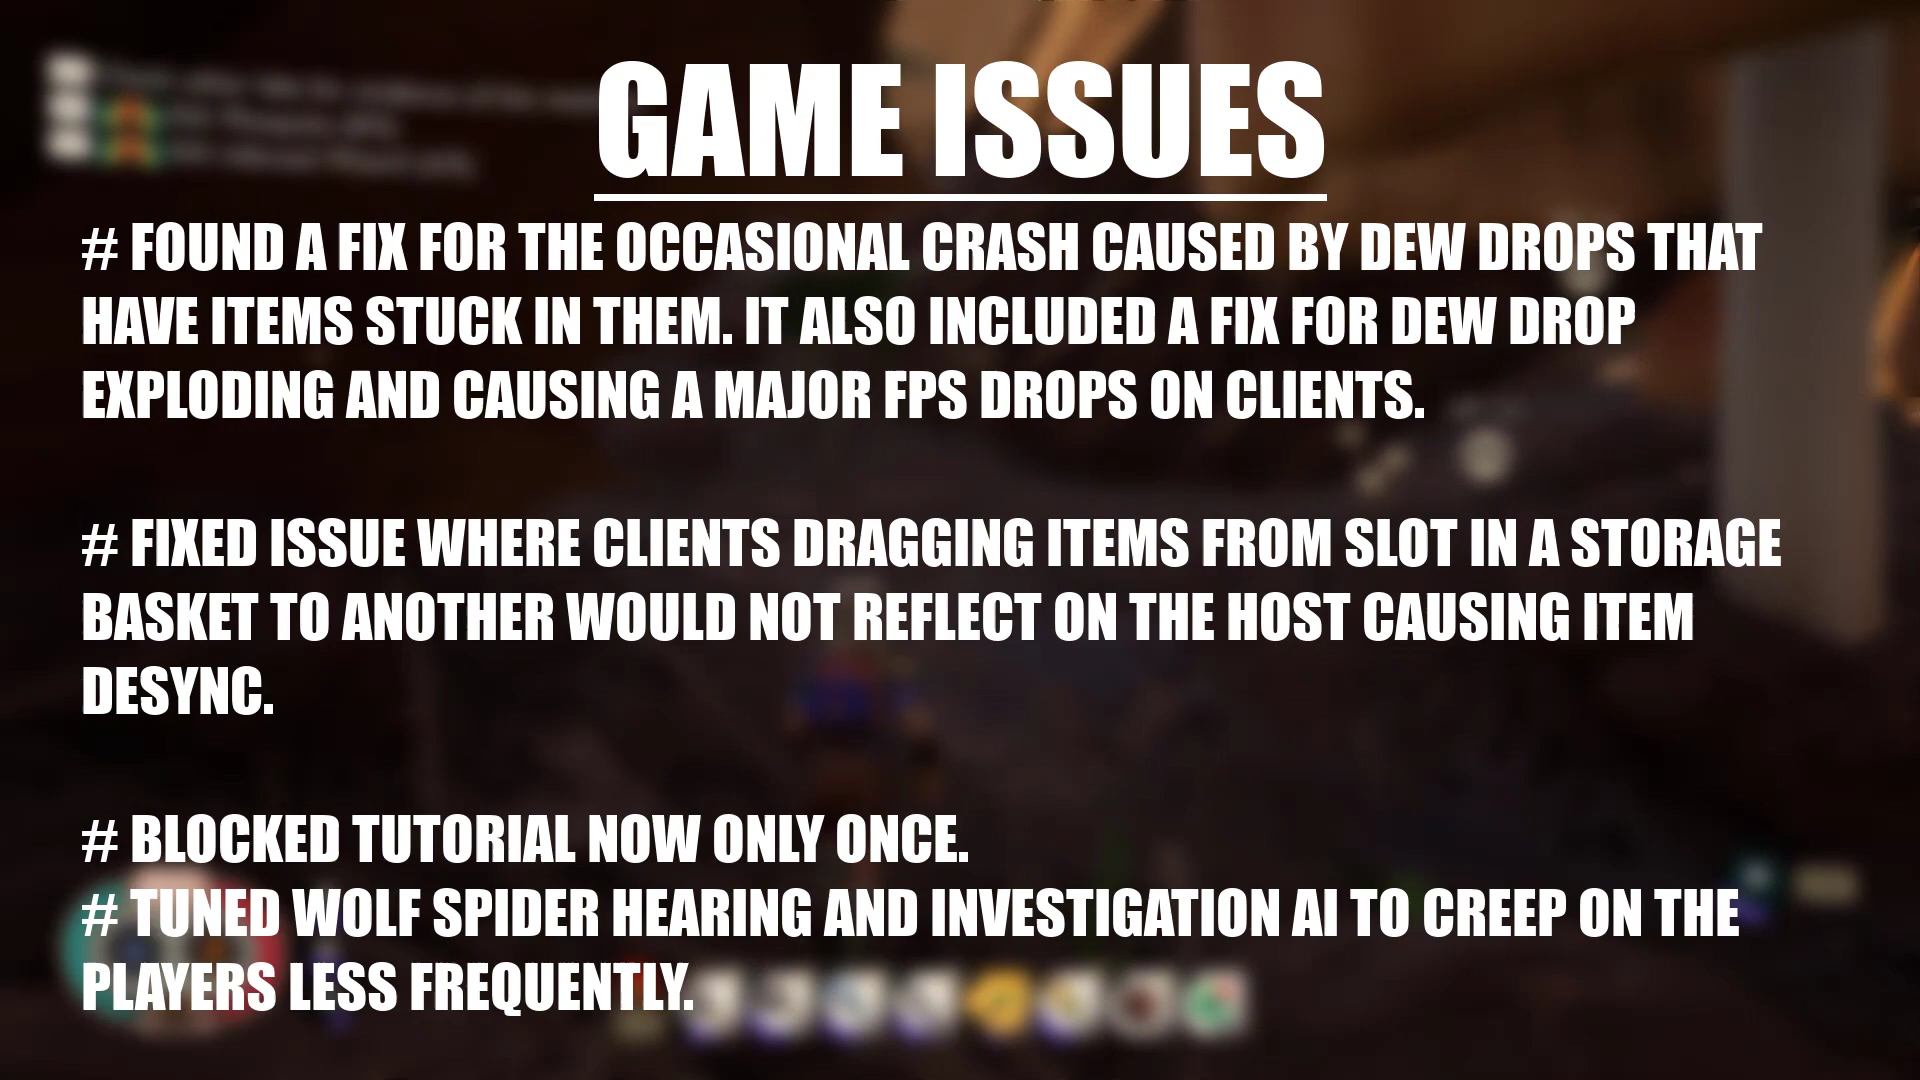 GAME ISSUES
# FOUND A FIX FOR THE OCCASIONAL CRASH CAUSED BY DEW DROPS THAT
HAVE ITEMS STUCK IN THEM. IT ALSO INCLUDED A FIX FOR DEW DROP
EXPLODING AND CAUSING A MAJOR FPS DROPS ON CLIENTS.
# FIXED ISSUE WHERE CLIENTS DRAGGING ITEMS FROM SLOT IN A STORAGE
BASKET TO ANOTHER WOULD NOT REFLECT ON THE HOST CAUSING ITEM
DESYNC.
# BLOCKED TUTORIAL NOW ONLY ONCE.
# TUNED WOLF SPIDER HEARING AND INVESTIGATION AI TO CREEP ON THE
PLAYERS LESS FREQUENTLY.